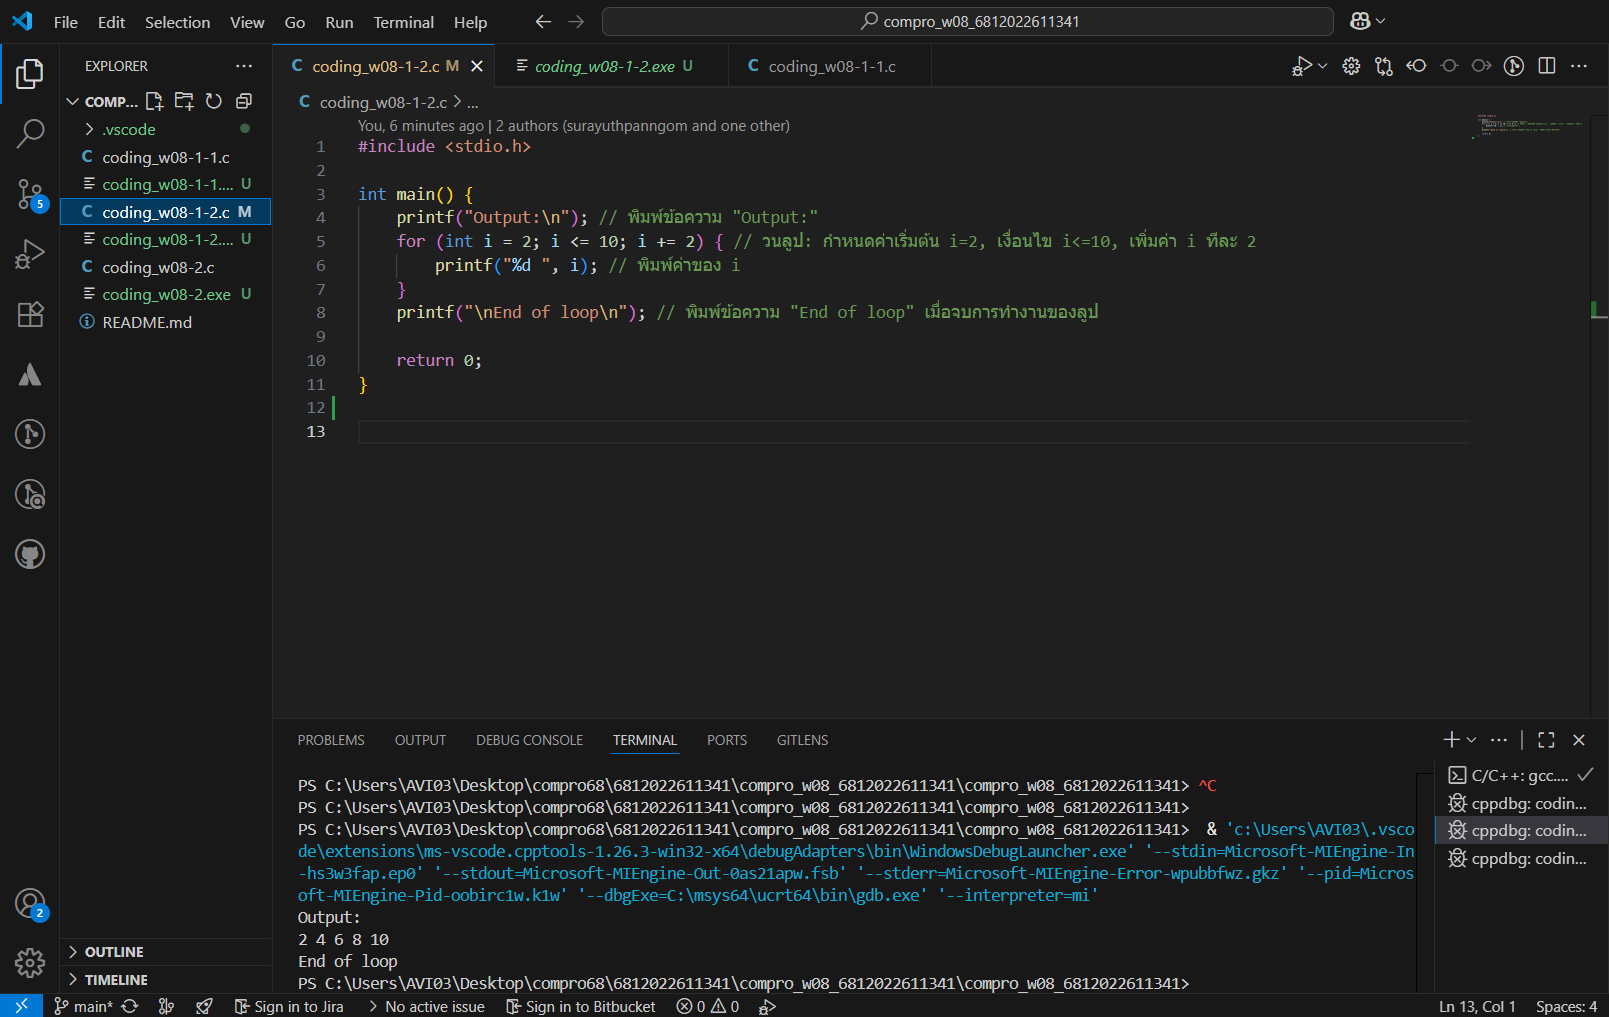 File Edit Selection View Go Run Terminal Help compro_w08_6812022611341
EXPLORER
COMP...
.vscode
coding_w08-1-1.c
coding_w08-1-1.... U
coding_w08-1-2.c M
coding_w08-1-2.... U
coding_w08-2.c
coding_w08-2.exe U
README.md
OUTLINE
TIMELINE
5
2
coding_w08-1-2.c M coding_w08-1-2.exe U coding_w08-1-1.c
coding_w08-1-2.c > ...
You, 6 minutes ago | 2 authors (surayuthpanngom and one other)
1 #include <stdio.h>
2
3 int main() {
4 printf("Output:\n"); // พิมพ์ข้อความ "Output:"
5 for (int i = 2; i <= 10; i += 2) { // วนลูป: กำหนดค่าเริ่มต้น i=2, เงื่อนไข i<=10, เพิ่มค่า i ทีละ 2
6 printf("%d ", i); // พิมพ์ค่าของ i
7 }
8 printf("\nEnd of loop\n"); // พิมพ์ข้อความ "End of loop" เมื่อจบการทำงานของลูป
9
10 return 0;
11 }
12
13
PROBLEMS OUTPUT DEBUG CONSOLE TERMINAL PORTS GITLENS
PS C:\Users\AVI03\Desktop\compro68\6812022611341\compro_w08_6812022611341\compro_w08_6812022611341> ^C
PS C:\Users\AVI03\Desktop\compro68\6812022611341\compro_w08_6812022611341\compro_w08_6812022611341>
PS C:\Users\AVI03\Desktop\compro68\6812022611341\compro_w08_6812022611341\compro_w08_6812022611341> & 'c:\Users\AVI03\.vsco
de\extensions\ms-vscode.cpptools-1.26.3-win32-x64\debugAdapters\bin\WindowsDebugLauncher.exe' '--stdin=Microsoft-MIEngine-In
-hs3w3fap.ep0' '--stdout=Microsoft-MIEngine-Out-0as21apw.fsb' '--stderr=Microsoft-MIEngine-Error-wpubbfwz.gkz' '--pid=Micros
oft-MIEngine-Pid-oobirc1w.k1w' '--dbgExe=C:\msys64\ucrt64\bin\gdb.exe' '--interpreter=mi'
Output:
2 4 6 8 10
End of loop
PS C:\Users\AVI03\Desktop\compro68\6812022611341\compro_w08_6812022611341\compro_w08_6812022611341>
C/C++: gcc....
cppdbg: codin...
cppdbg: codin...
cppdbg: codin...
main* Sign in to Jira > No active issue Sign in to Bitbucket 0 0 Ln 13, Col 1 Spaces: 4